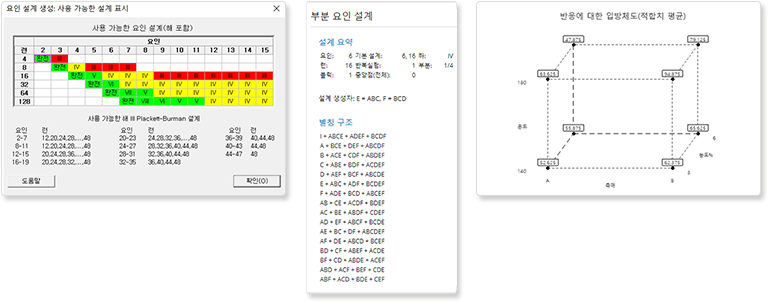 요인 설계 생성: 사용 가능한 설계 표시
사용 가능한 요인 설계(해 포함)
요인
런 2 3 4 5 6 7 8 9 10 11 12 13 14 15
4 완전 III
8 완전 IV III III III
16 완전 V IV IV IV III III III III III III III
32 완전 VI IV IV IV IV IV IV IV IV IV IV
64 완전 VII V IV IV IV IV IV IV IV IV
128 완전 VIII VI V V IV IV IV IV
사용 가능한 해 III Plackett-Burman 설계
요인 런 요인 런 요인 런
2-7 12,20,24,28,...,48 20-23 24,28,32,36,...,48 36-39 40,44,48
8-11 12,20,24,28,...,48 24-27 28,32,36,40,44,48 40-43 44,48
12-15 20,24,28,36,...,48 28-31 32,36,40,44,48 44-47 48
16-19 20,24,28,32,...,48 32-35 36,40,44,48
도움말 확인(O)
부분 요인 설계
설계 요약
요인: 6 기본 설계: 6, 16 해: IV
런: 16 반복실험: 1 부분: 1/4
블럭: 1 중앙점(전체): 0
설계 생성자: E = ABC, F = BCD
별칭 구조
I + ABCE + ADEF + BCDF
A + BCE + DEF + ABCDF
B + ACE + CDF + ABDEF
C + ABE + BDF + ACDEF
D + AEF + BCF + ABCDE
E + ABC + ADF + BCDEF
F + ADE + BCD + ABCEF
AB + CE + ACDF + BDEF
AC + BE + ABDF + CDEF
AD + EF + ABCF + BCDE
AE + BC + DF + ABCDEF
AF + DE + ABCD + BCEF
BD + CF + ABEF + ACDE
BF + CD + ABDE + ACEF
ABD + ACF + BEF + CDE
ABF + ACD + BDE + CEF
반응에 대한 입방체도(적합치 평균)
47.875 79.125
63.625 94.875
180
온도
55.875 63.125
6
농도%
52.625 62.875
140 3
A B
촉매